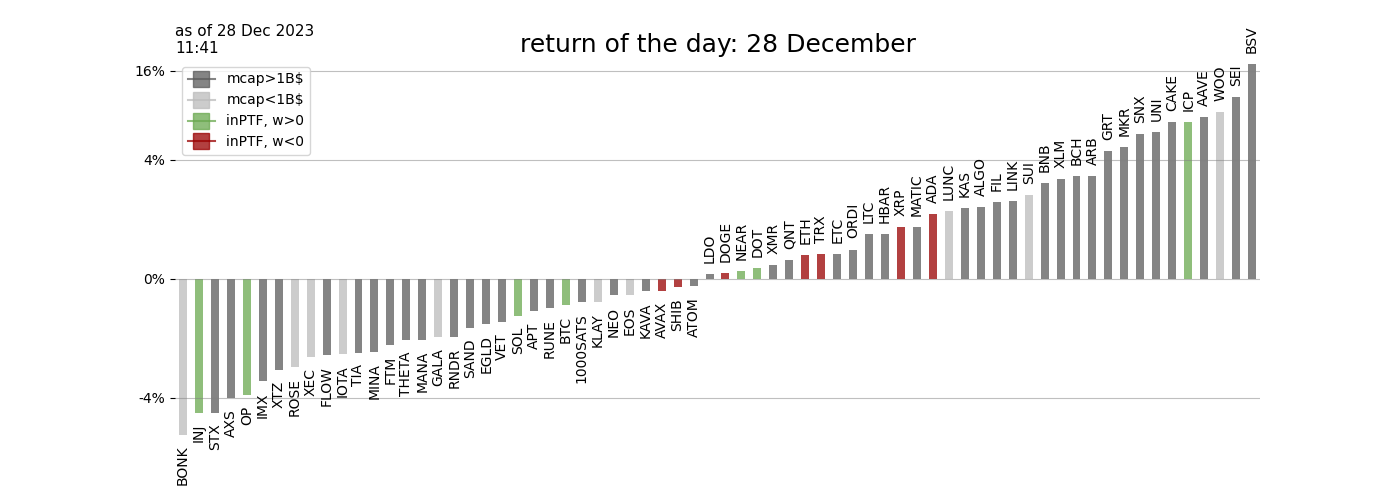 as of 28 Dec 2023
11:41
return of the day: 28 December
mcap>1B$
mcap<1B$
inPTF, w>0
inPTF, w<0
16%
4%
0%
-4%
BONK
INJ
STX
AXS
OP
IMX
XTZ
ROSE
XEC
FLOW
IOTA
TIA
MINA
FTM
THETA
MANA
GALA
RNDR
SAND
EGLD
VET
SOL
APT
RUNE
BTC
1000SATS
KLAY
NEO
EOS
KAVA
AVAX
SHIB
ATOM
LDO
DOGE
NEAR
DOT
XMR
QNT
ETH
TRX
ETC
ORDI
LTC
HBAR
XRP
MATIC
ADA
LUNC
KAS
ALGO
FIL
LINK
SUI
BNB
XLM
BCH
ARB
GRT
MKR
SNX
UNI
CAKE
ICP
AAVE
WOO
SEI
BSV